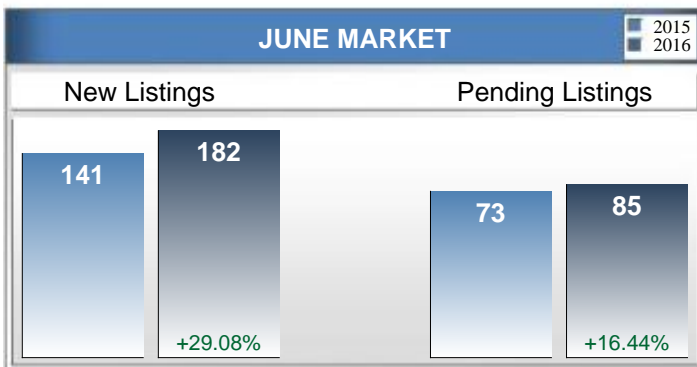 JUNE MARKET
2015
2016
New Listings
Pending Listings
141
182
73
85
+29.08%
+16.44%